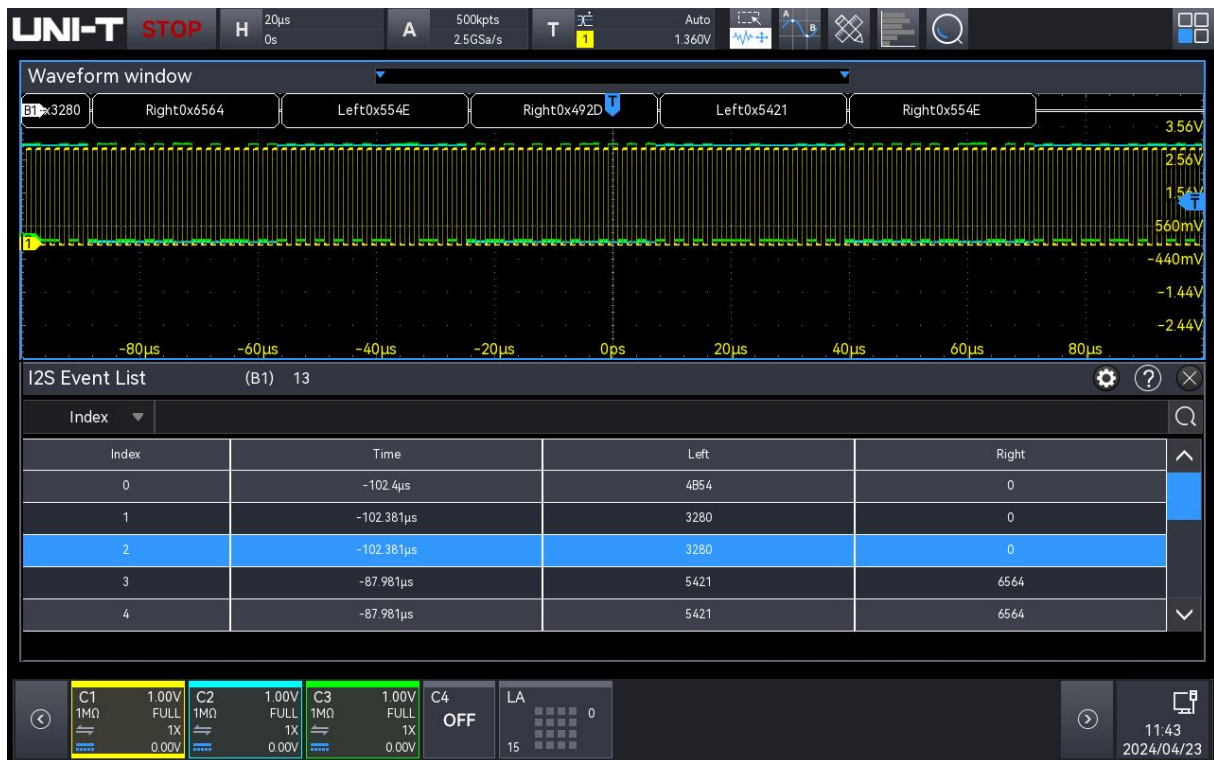 UNI-T STOP H 20μs 0s A 500kpts 2.5GSa/s T 1 Auto 1.360V A B
Waveform window
B1 x3280 Right0x6564 Left0x554E Right0x492D T Left0x5421 Right0x554E
3.56V
2.56V
1.56V
T
560mV
1
-440mV
-1.44V
-2.44V
-80μs -60μs -40μs -20μs 0ps 20μs 40μs 60μs 80μs
I2S Event List (B1) 13 ?
Index
Index Time Left Right
0 -102.4μs 4B54 0
1 -102.381μs 3280 0
2 -102.381μs 3280 0
3 -87.981μs 5421 6564
4 -87.981μs 5421 6564
C1 1.00V C2 1.00V C3 1.00V C4 LA
1MΩ FULL 1MΩ FULL 1MΩ FULL OFF 0
1X 1X 1X
0.00V 0.00V 0.00V 15
11:43
2024/04/23